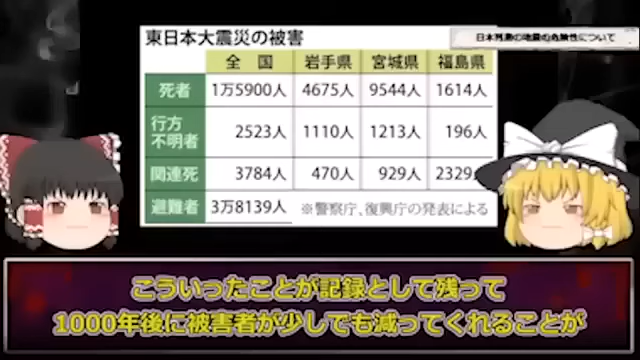 東日本大震災の被害
日本列島の地震的危険性について
全国 岩手県 宮城県 福島県
死者 1万5900人 4675人 9544人 1614人
行方不明者 2523人 1110人 1213人 196人
関連死 3784人 470人 929人 2329人
避難者 3万8139人 ※警察庁、復興庁の発表による
こういったことが記録として残って
1000年後に被害者が少しでも減ってくれることが